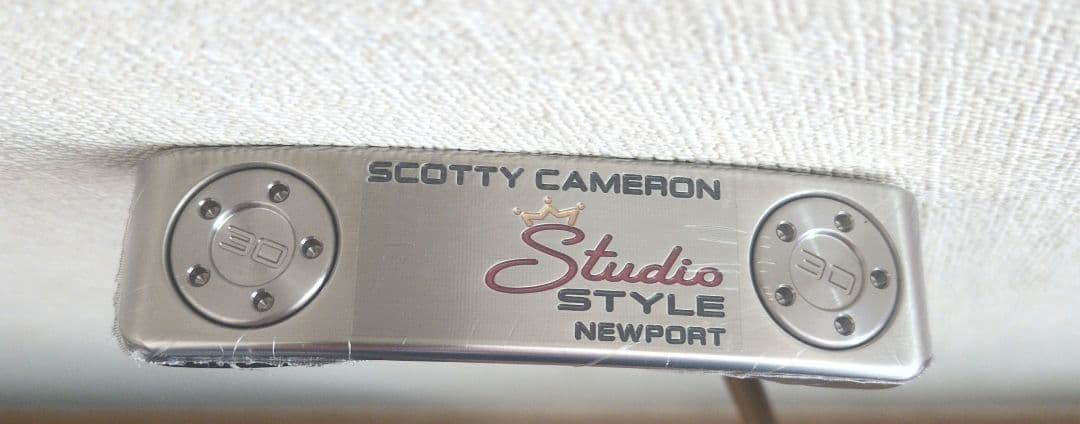 SCOTTY CAMERON
Studio
STYLE
NEWPORT
30
30